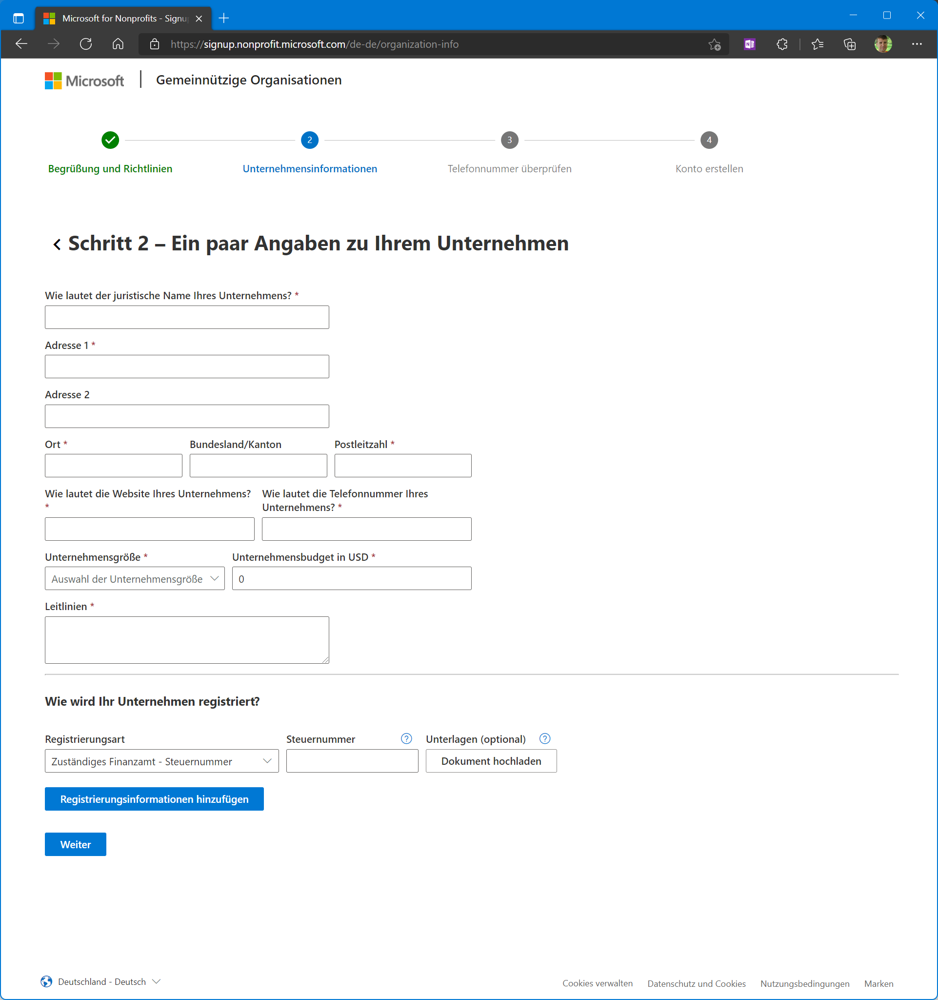 Microsoft for Nonprofits - Signu
https://signup.nonprofit.microsoft.com/de-de/organization-info
Microsoft | Gemeinnützige Organisationen
2 3 4
Begrüßung und Richtlinien Unternehmensinformationen Telefonnummer überprüfen Konto erstellen
Schritt 2 – Ein paar Angaben zu Ihrem Unternehmen
Wie lautet der juristische Name Ihres Unternehmens? *
Adresse 1 *
Adresse 2
Ort * Bundesland/Kanton Postleitzahl *
Wie lautet die Website Ihres Unternehmens?
*
Wie lautet die Telefonnummer Ihres
Unternehmens? *
Unternehmensgröße * Unternehmensbudget in USD *
Auswahl der Unternehmensgröße 0
Leitlinien *
Wie wird Ihr Unternehmen registriert?
Registrierungsart Steuernummer ? Unterlagen (optional) ?
Zuständiges Finanzamt - Steuernummer Dokument hochladen
Registrierungsinformationen hinzufügen
Weiter
Deutschland - Deutsch
Cookies verwalten Datenschutz und Cookies Nutzungsbedingungen Marken